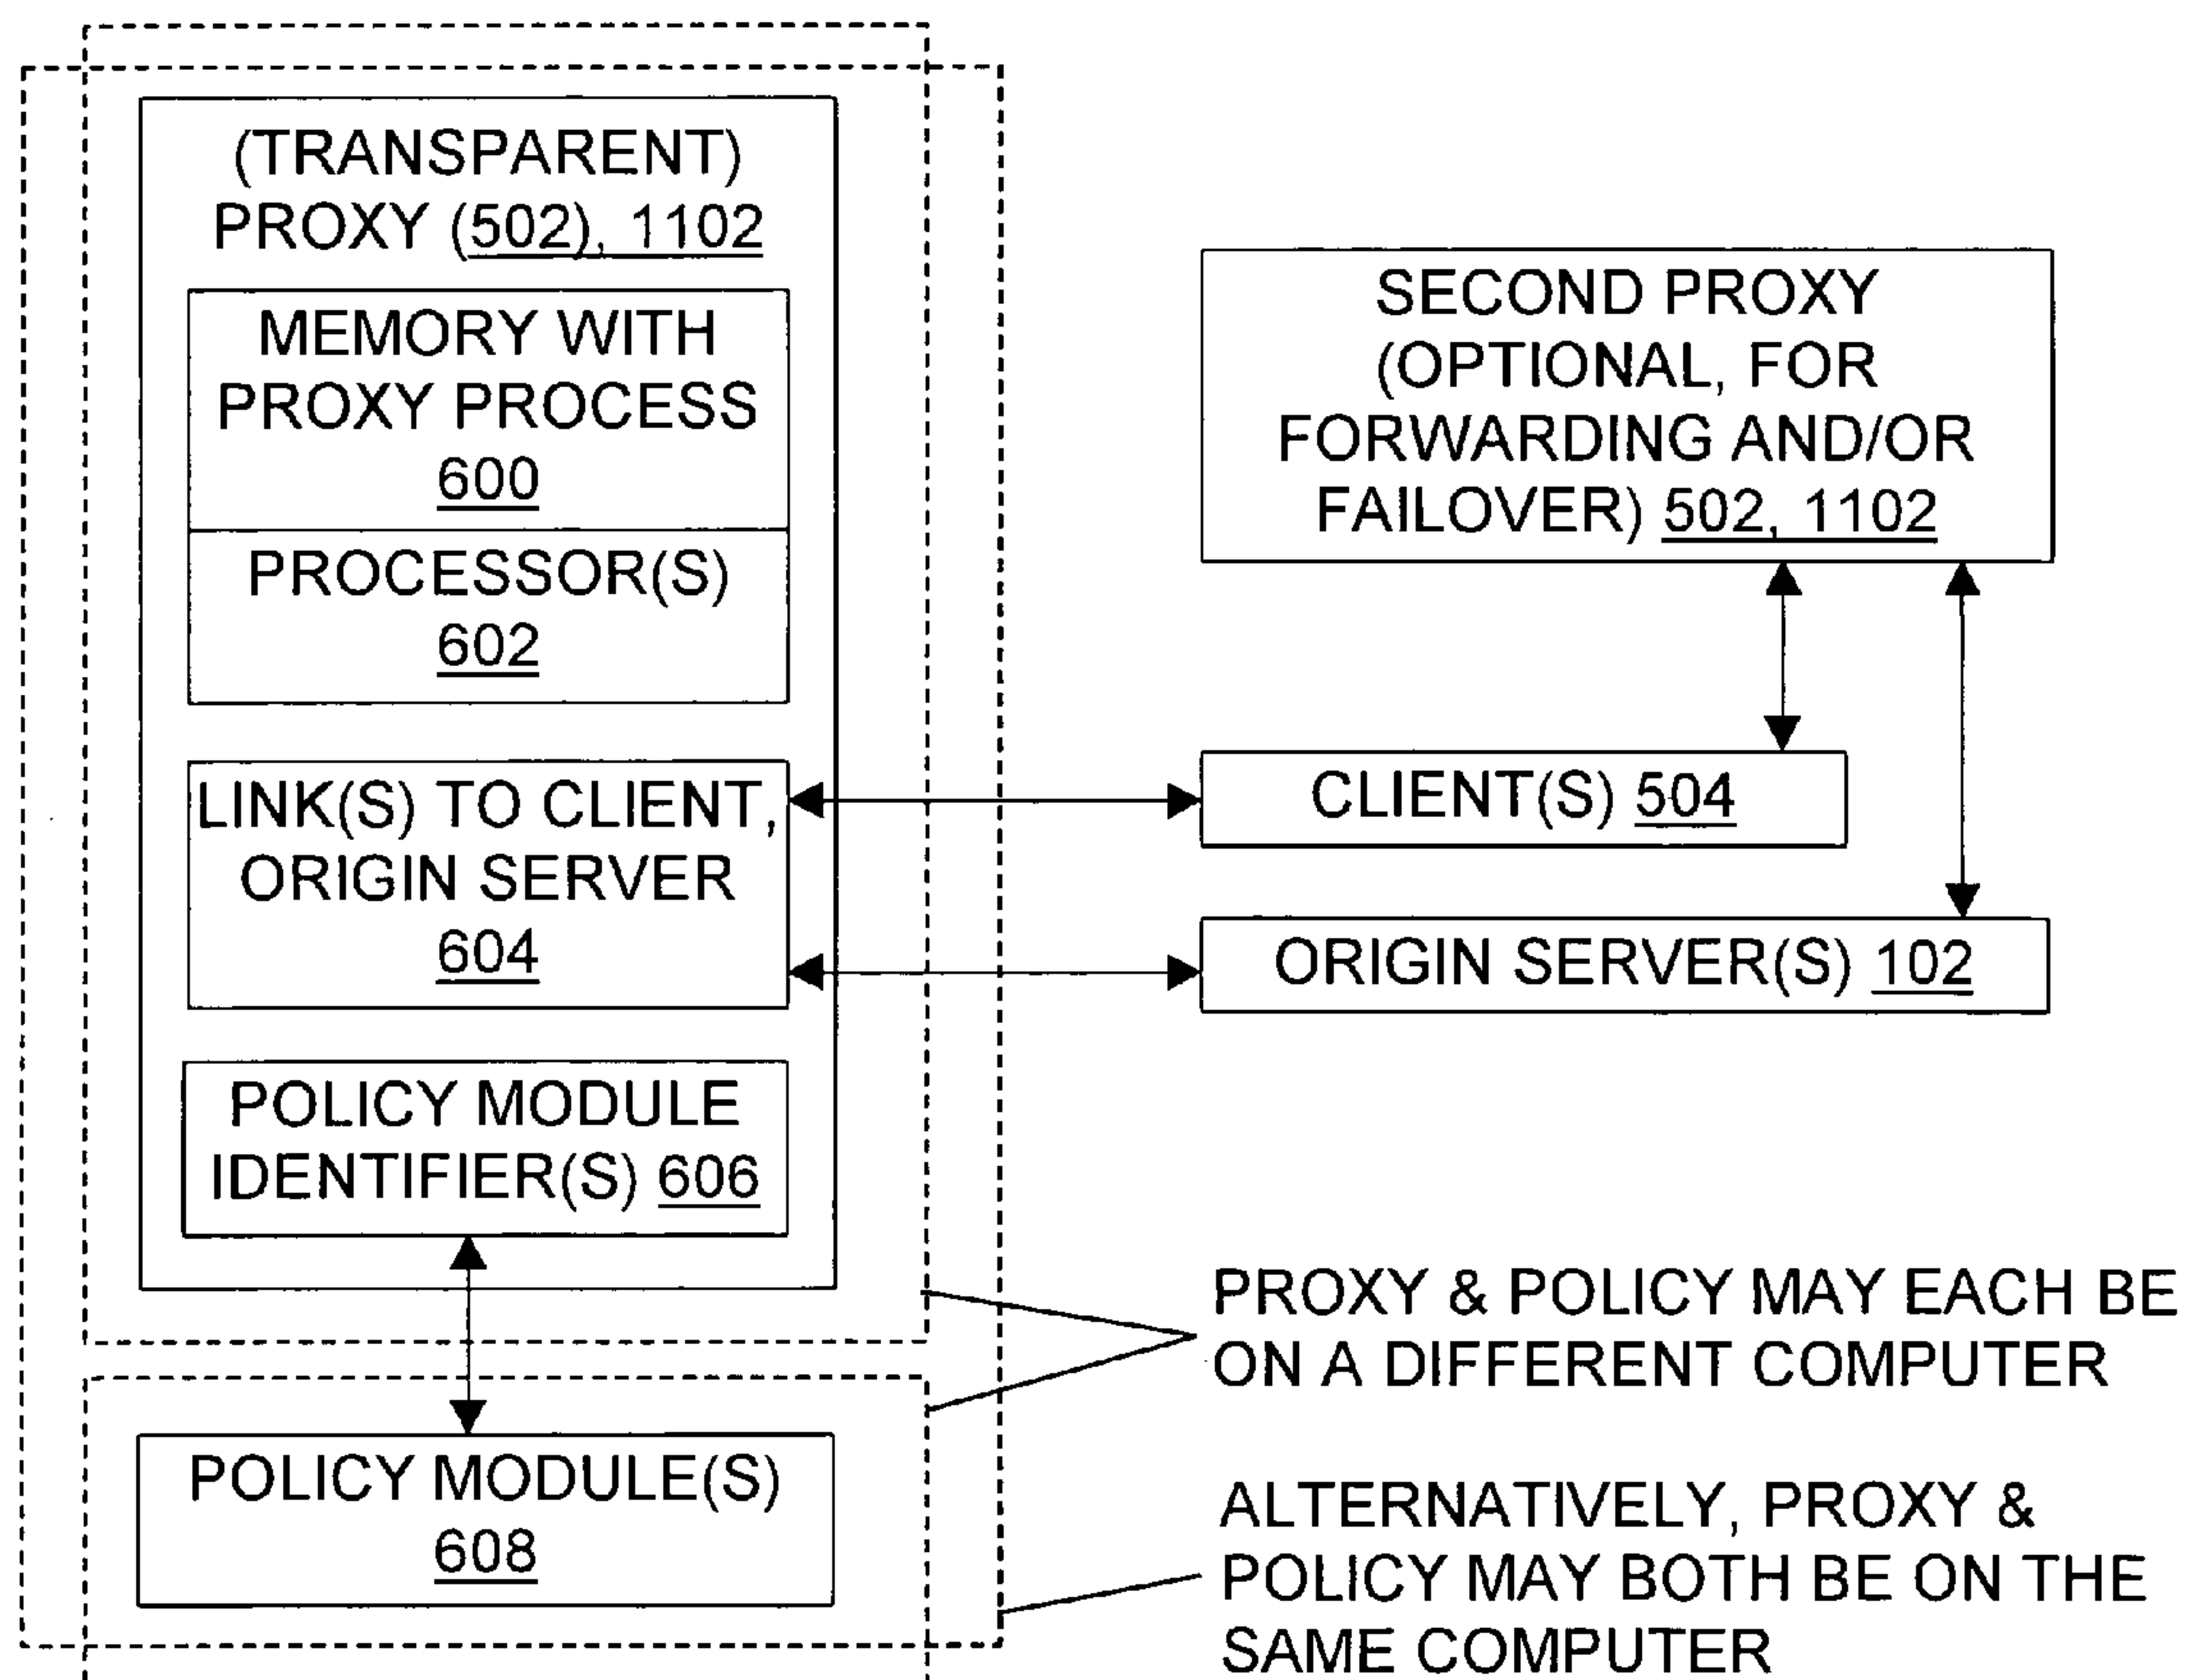 (TRANSPARENT)
PROXY (502), 1102
MEMORY WITH
PROXY PROCESS
600
PROCESSOR(S)
602
LINK(S) TO CLIENT,
ORIGIN SERVER
604
POLICY MODULE
IDENTIFIER(S) 606
POLICY MODULE(S)
608
SECOND PROXY
(OPTIONAL, FOR
FORWARDING AND/OR
FAILOVER) 502, 1102
CLIENT(S) 504
ORIGIN SERVER(S) 102
PROXY & POLICY MAY EACH BE
ON A DIFFERENT COMPUTER
ALTERNATIVELY, PROXY &
POLICY MAY BOTH BE ON THE
SAME COMPUTER